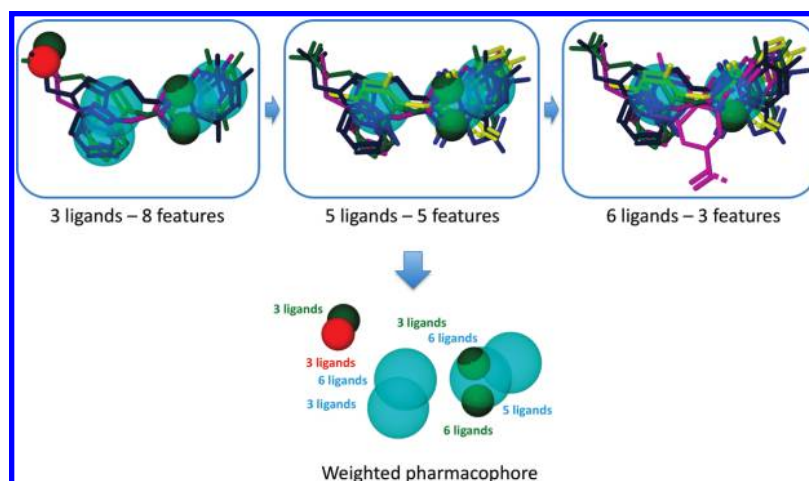 3 ligands – 8 features
5 ligands – 5 features
6 ligands – 3 features
3 ligands
3 ligands
6 ligands
3 ligands
6 ligands
3 ligands
5 ligands
6 ligands
Weighted pharmacophore